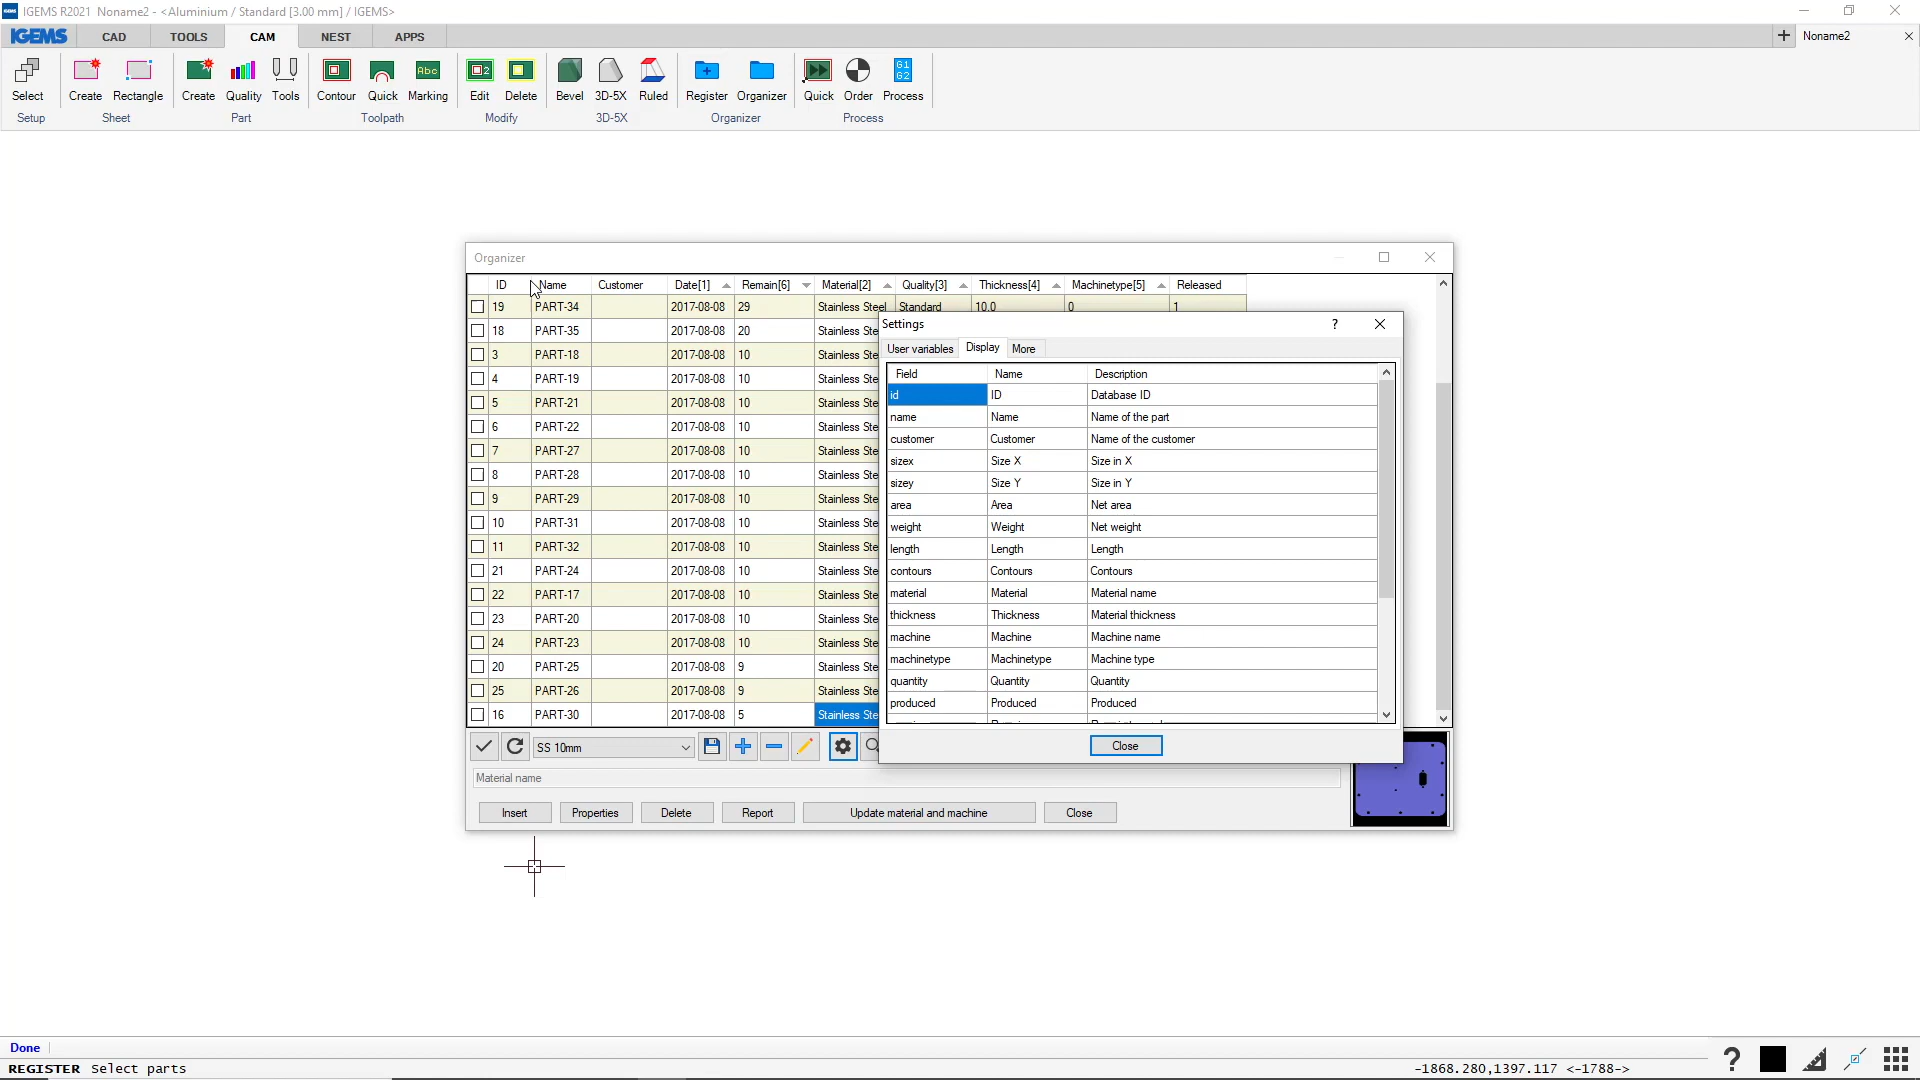 IGEMS R2021 Noname2 - <Aluminium / Standard [3.00 mm] / IGEMS>
IGEMS CAD TOOLS CAM NEST APPS Noname2
Abc 2 G1 G2
Select Create Rectangle Create Quality Tools Contour Quick Marking Edit Delete Bevel 3D-5X Ruled Register Organizer Quick Order Process
Setup Sheet Part Toolpath Modify 3D-5X Organizer Process
Organizer
ID Name Customer Date[1] Remain[6] Material[2] Quality[3] Thickness[4] Machinetype[5] Released
19 PART-34 2017-08-08 29 Stainless Steel Standard 10.0 0 1
18 PART-35 2017-08-08 20 Stainless Ste
3 PART-18 2017-08-08 10 Stainless Ste
4 PART-19 2017-08-08 10 Stainless Ste
5 PART-21 2017-08-08 10 Stainless Ste
6 PART-22 2017-08-08 10 Stainless Ste
7 PART-27 2017-08-08 10 Stainless Ste
8 PART-28 2017-08-08 10 Stainless Ste
9 PART-29 2017-08-08 10 Stainless Ste
10 PART-31 2017-08-08 10 Stainless Ste
11 PART-32 2017-08-08 10 Stainless Ste
21 PART-24 2017-08-08 10 Stainless Ste
22 PART-17 2017-08-08 10 Stainless Ste
23 PART-20 2017-08-08 10 Stainless Ste
24 PART-23 2017-08-08 10 Stainless Ste
20 PART-25 2017-08-08 9 Stainless Ste
25 PART-26 2017-08-08 9 Stainless Ste
16 PART-30 2017-08-08 5 Stainless Ste
SS 10mm
Material name
Insert Properties Delete Report Update material and machine Close
Settings ?
User variables Display More
Field Name Description
id ID Database ID
name Name Name of the part
customer Customer Name of the customer
sizex Size X Size in X
sizey Size Y Size in Y
area Area Net area
weight Weight Net weight
length Length Length
contours Contours Contours
material Material Material name
thickness Thickness Material thickness
machine Machine Machine name
machinetype Machinetype Machine type
quantity Quantity Quantity
produced Produced Produced
Close
Done
REGISTER Select parts
-1868.280,1397.117 <-1788->
?